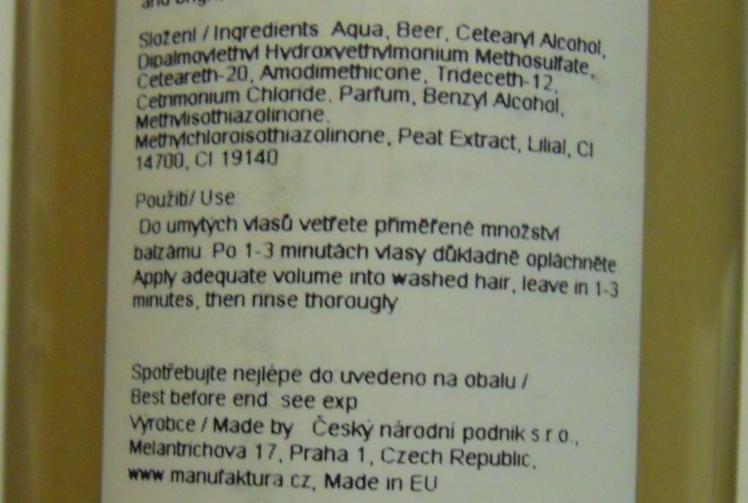 Složení / Ingredients Aqua, Beer, Cetearyl Alcohol,
Dipalmoylethyl Hydroxyethylmonium Methosulfate,
Ceteareth-20, Amodimethicone, Trideceth-12,
Cetrimonium Chloride, Parfum, Benzyl Alcohol,
Methylisothiazolinone,
Methylchloroisothiazolinone, Peat Extract, Lilial, CI
14700, CI 19140
Použití/ Use
Do umytých vlasů vetřete přiměřené množství
balzámu Po 1-3 minutách vlasy důkladně opláchněte
Apply adequate volume into washed hair, leave in 1-3
minutes, then rinse thorougly
Spotřebujte nejlépe do uvedeno na obalu /
Best before end see exp
Výrobce / Made by Český národní podnik s r.o.,
Melantrichova 17, Praha 1, Czech Republic,
www manufaktura.cz, Made in EU